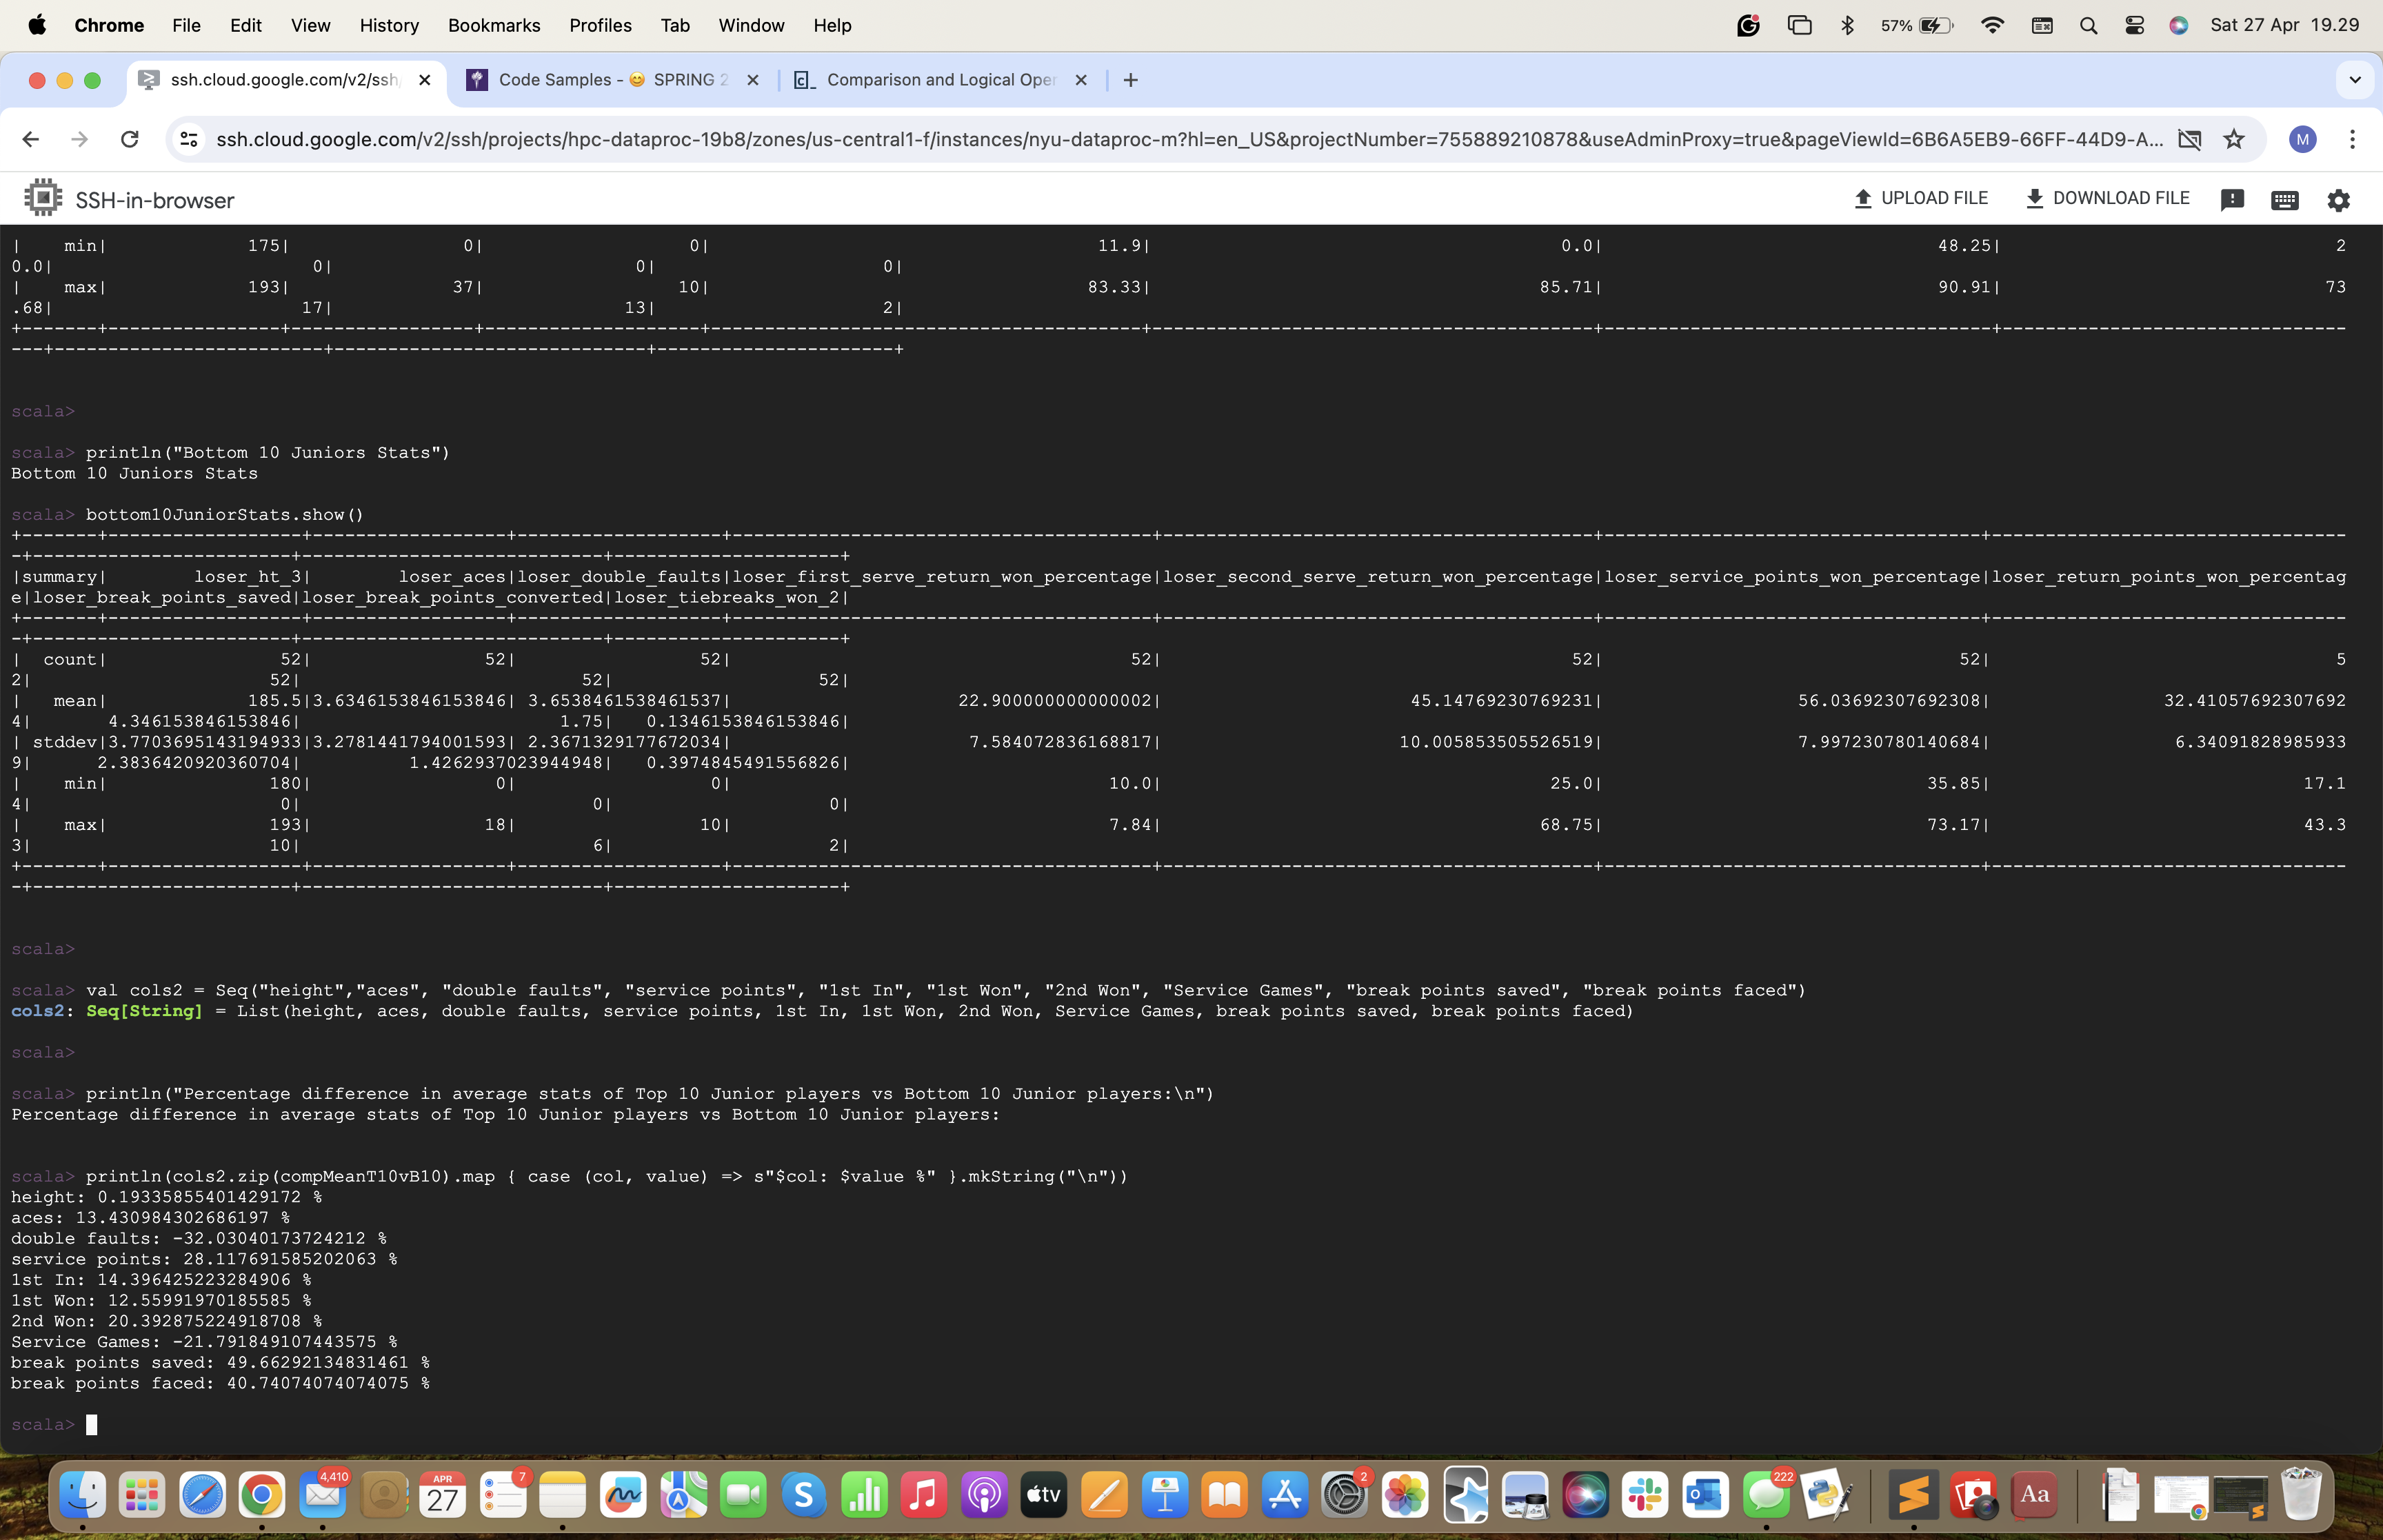 Chrome File Edit View History Bookmarks Profiles Tab Window Help 57% Sat 27 Apr 19.29
ssh.cloud.google.com/v2/ssh/ Code Samples - 😊 SPRING 2 Comparison and Logical Oper
ssh.cloud.google.com/v2/ssh/projects/hpc-dataproc-19b8/zones/us-central1-f/instances/nyu-dataproc-m?hl=en_US&projectNumber=755889210878&useAdminProxy=true&pageViewId=6B6A5EB9-66FF-44D9-A... M
SSH-in-browser UPLOAD FILE DOWNLOAD FILE
| min| 175| 0| 0| 11.9| 0.0| 48.25| 2
0.0| 0| 0| 0|
| max| 193| 37| 10| 83.33| 85.71| 90.91| 73
.68| 17| 13| 2|
scala>
scala> println("Bottom 10 Juniors Stats")
Bottom 10 Juniors Stats
scala> bottom10JuniorStats.show()
|summary| loser_ht_3| loser_aces|loser_double_faults|loser_first_serve_return_won_percentage|loser_second_serve_return_won_percentage|loser_service_points_won_percentage|loser_return_points_won_percentag
e|loser_break_points_saved|loser_break_points_converted|loser_tiebreaks_won_2|
| count| 52| 52| 52| 52| 52| 52| 5
2| 52| 52| 52|
| mean| 185.5|3.6346153846153846| 3.6538461538461537| 22.900000000000002| 45.14769230769231| 56.03692307692308| 32.41057692307692
4| 4.346153846153846| 1.75| 0.1346153846153846|
| stddev|3.7703695143194933|3.2781441794001593| 2.3671329177672034| 7.584072836168817| 10.005853505526519| 7.997230780140684| 6.34091828985933
9| 2.3836420920360704| 1.4262937023944948| 0.3974845491556826|
| min| 180| 0| 0| 10.0| 25.0| 35.85| 17.1
4| 0| 0| 0|
| max| 193| 18| 10| 7.84| 68.75| 73.17| 43.3
3| 10| 6| 2|
scala>
scala> val cols2 = Seq("height","aces", "double faults", "service points", "1st In", "1st Won", "2nd Won", "Service Games", "break points saved", "break points faced")
cols2: Seq[String] = List(height, aces, double faults, service points, 1st In, 1st Won, 2nd Won, Service Games, break points saved, break points faced)
scala>
scala> println("Percentage difference in average stats of Top 10 Junior players vs Bottom 10 Junior players:\n")
Percentage difference in average stats of Top 10 Junior players vs Bottom 10 Junior players:
scala> println(cols2.zip(compMeanT10vB10).map { case (col, value) => s"$col: $value %" }.mkString("\n"))
height: 0.19335855401429172 %
aces: 13.430984302686197 %
double faults: -32.03040173724212 %
service points: 28.117691585202063 %
1st In: 14.396425223284906 %
1st Won: 12.55991970185585 %
2nd Won: 20.392875224918708 %
Service Games: -21.791849107443575 %
break points saved: 49.66292134831461 %
break points faced: 40.74074074074075 %
scala>
4,410 APR 27 7 S tv 2 222 Aa